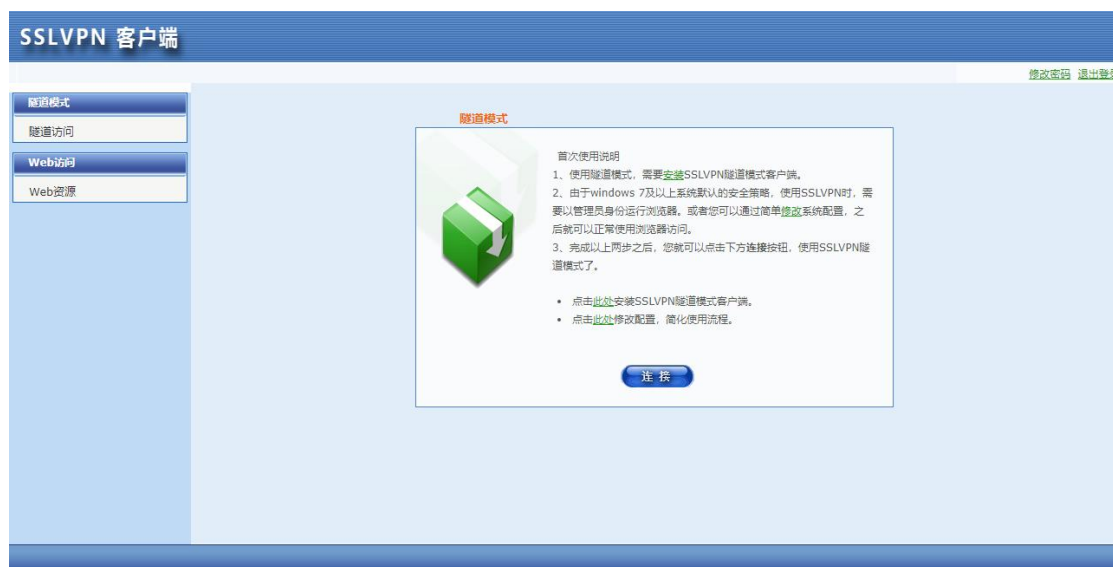 SSLVPN 客户端
修改密码 退出登录
隧道模式
隧道访问
Web访问
Web资源
隧道模式
首次使用说明
1、使用隧道模式，需要安装SSLVPN隧道模式客户端。
2、由于windows 7及以上系统默认的安全策略，使用SSLVPN时，需
要以管理员身份运行浏览器。或者您可以通过简单修改系统配置，之
后就可以正常使用浏览器访问。
3、完成以上两步之后，您就可以点击下方连接按钮，使用SSLVPN隧
道模式了。
• 点击此处安装SSLVPN隧道模式客户端。
• 点击此处修改配置，简化使用流程。
连 接